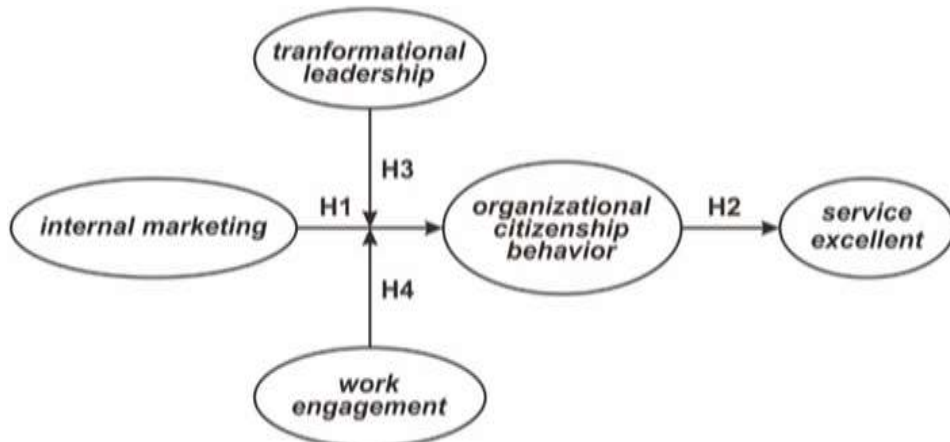 tranformational
leadership
H3
internal marketing
H1
organizational
citizenship
behavior
H2
service
excellent
H4
work
engagement